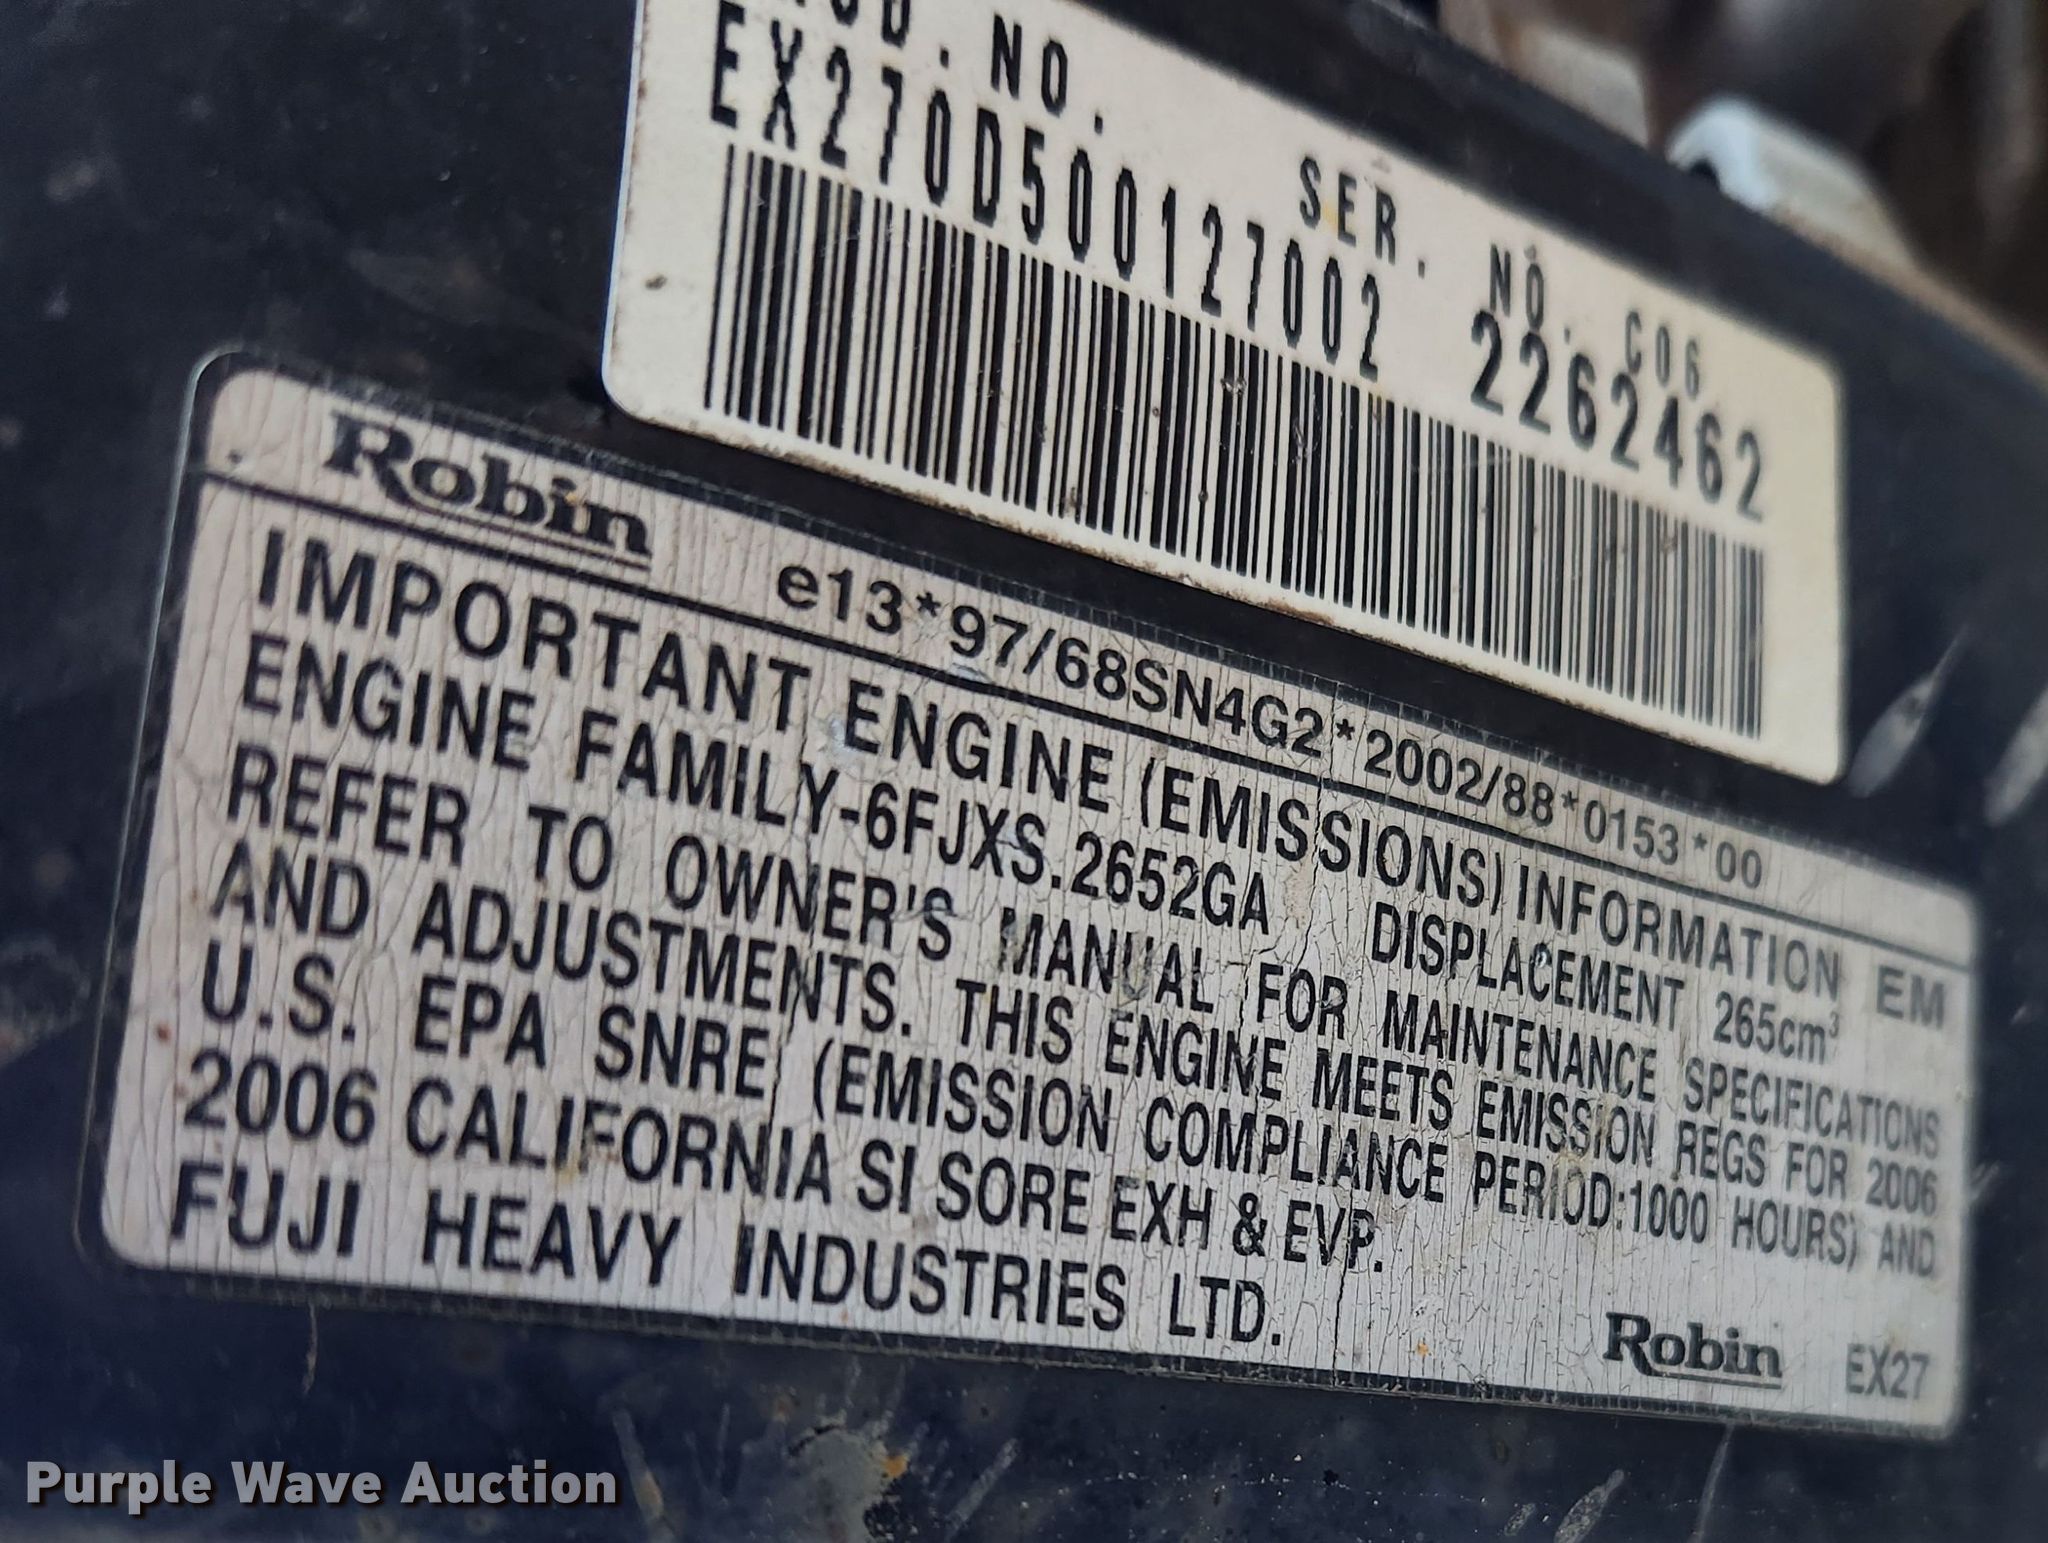 MOD. NO. SER. NO. C06
EX270D500127002 2262462
Robin e13*97/68SN4G2*2002/88*0153*00
IMPORTANT ENGINE (EMISSIONS) INFORMATION EM
ENGINE FAMILY-6FJXS.2652GA DISPLACEMENT 265cm³
REFER TO OWNER'S MANUAL FOR MAINTENANCE SPECIFICATIONS
AND ADJUSTMENTS. THIS ENGINE MEETS EMISSION REGS FOR 2006
U.S. EPA SNRE (EMISSION COMPLIANCE PERIOD:1000 HOURS) AND
2006 CALIFORNIA SI SORE EXH & EVP.
FUJI HEAVY INDUSTRIES LTD. Robin EX27
Purple Wave Auction